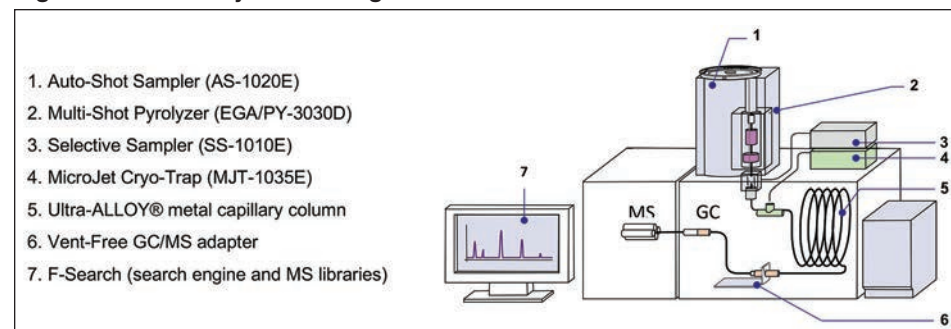 1. Auto-Shot Sampler (AS-1020E)
2. Multi-Shot Pyrolyzer (EGA/PY-3030D)
3. Selective Sampler (SS-1010E)
4. MicroJet Cryo-Trap (MJT-1035E)
5. Ultra-ALLOY® metal capillary column
6. Vent-Free GC/MS adapter
7. F-Search (search engine and MS libraries)
1
2
3
4
7
5
MS GC
6